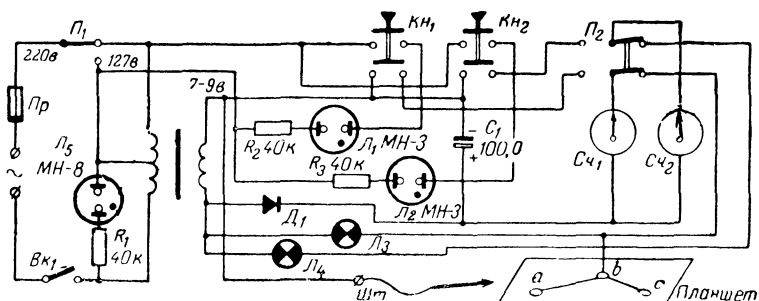 П₁
Кн₁
Кн₂
П₂
220в
127в
7-9в
Пр
Л₅
МН-8
R₂ 40к
Л₁ МН-3
R₃ 40к
Л₂ МН-3
C₁
100,0
−
+
Сч₁
Сч₂
~
R₁
40к
Д₁
Л₃
Л₄
Вк₁
Шт
a
b
c
Планшет